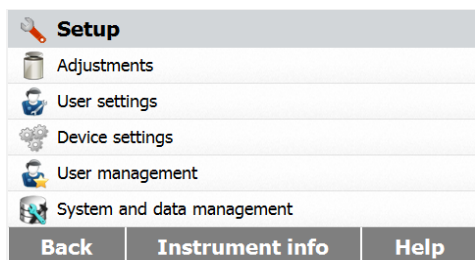 Setup
Adjustments
User settings
Device settings
User management
System and data management
Back Instrument info Help